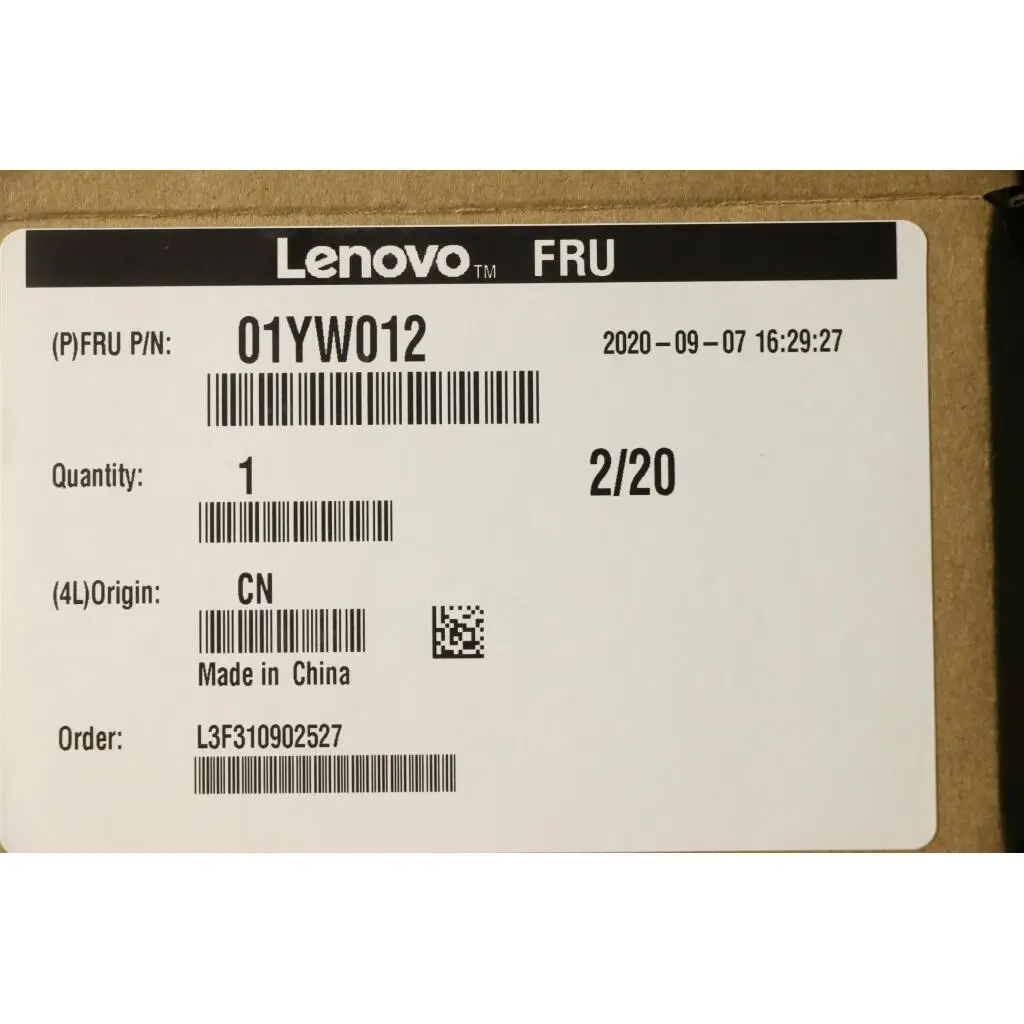 Lenovo™ FRU
(P)FRU P/N: 01YW012 2020-09-07 16:29:27
Quantity: 1 2/20
(4L)Origin: CN
Made in China
Order: L3F310902527